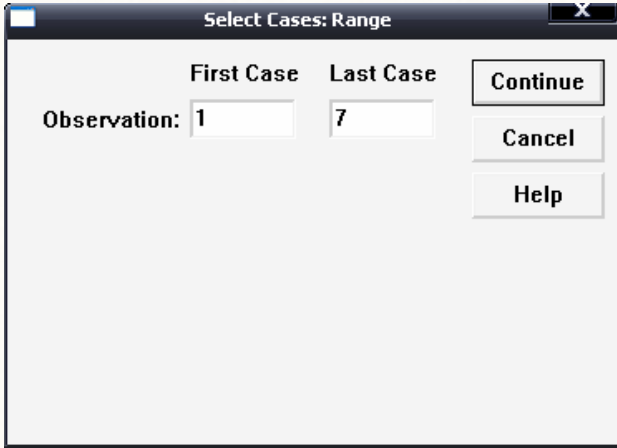 Select Cases: Range
X
First Case Last Case
Continue
Observation: 1 7
Cancel
Help